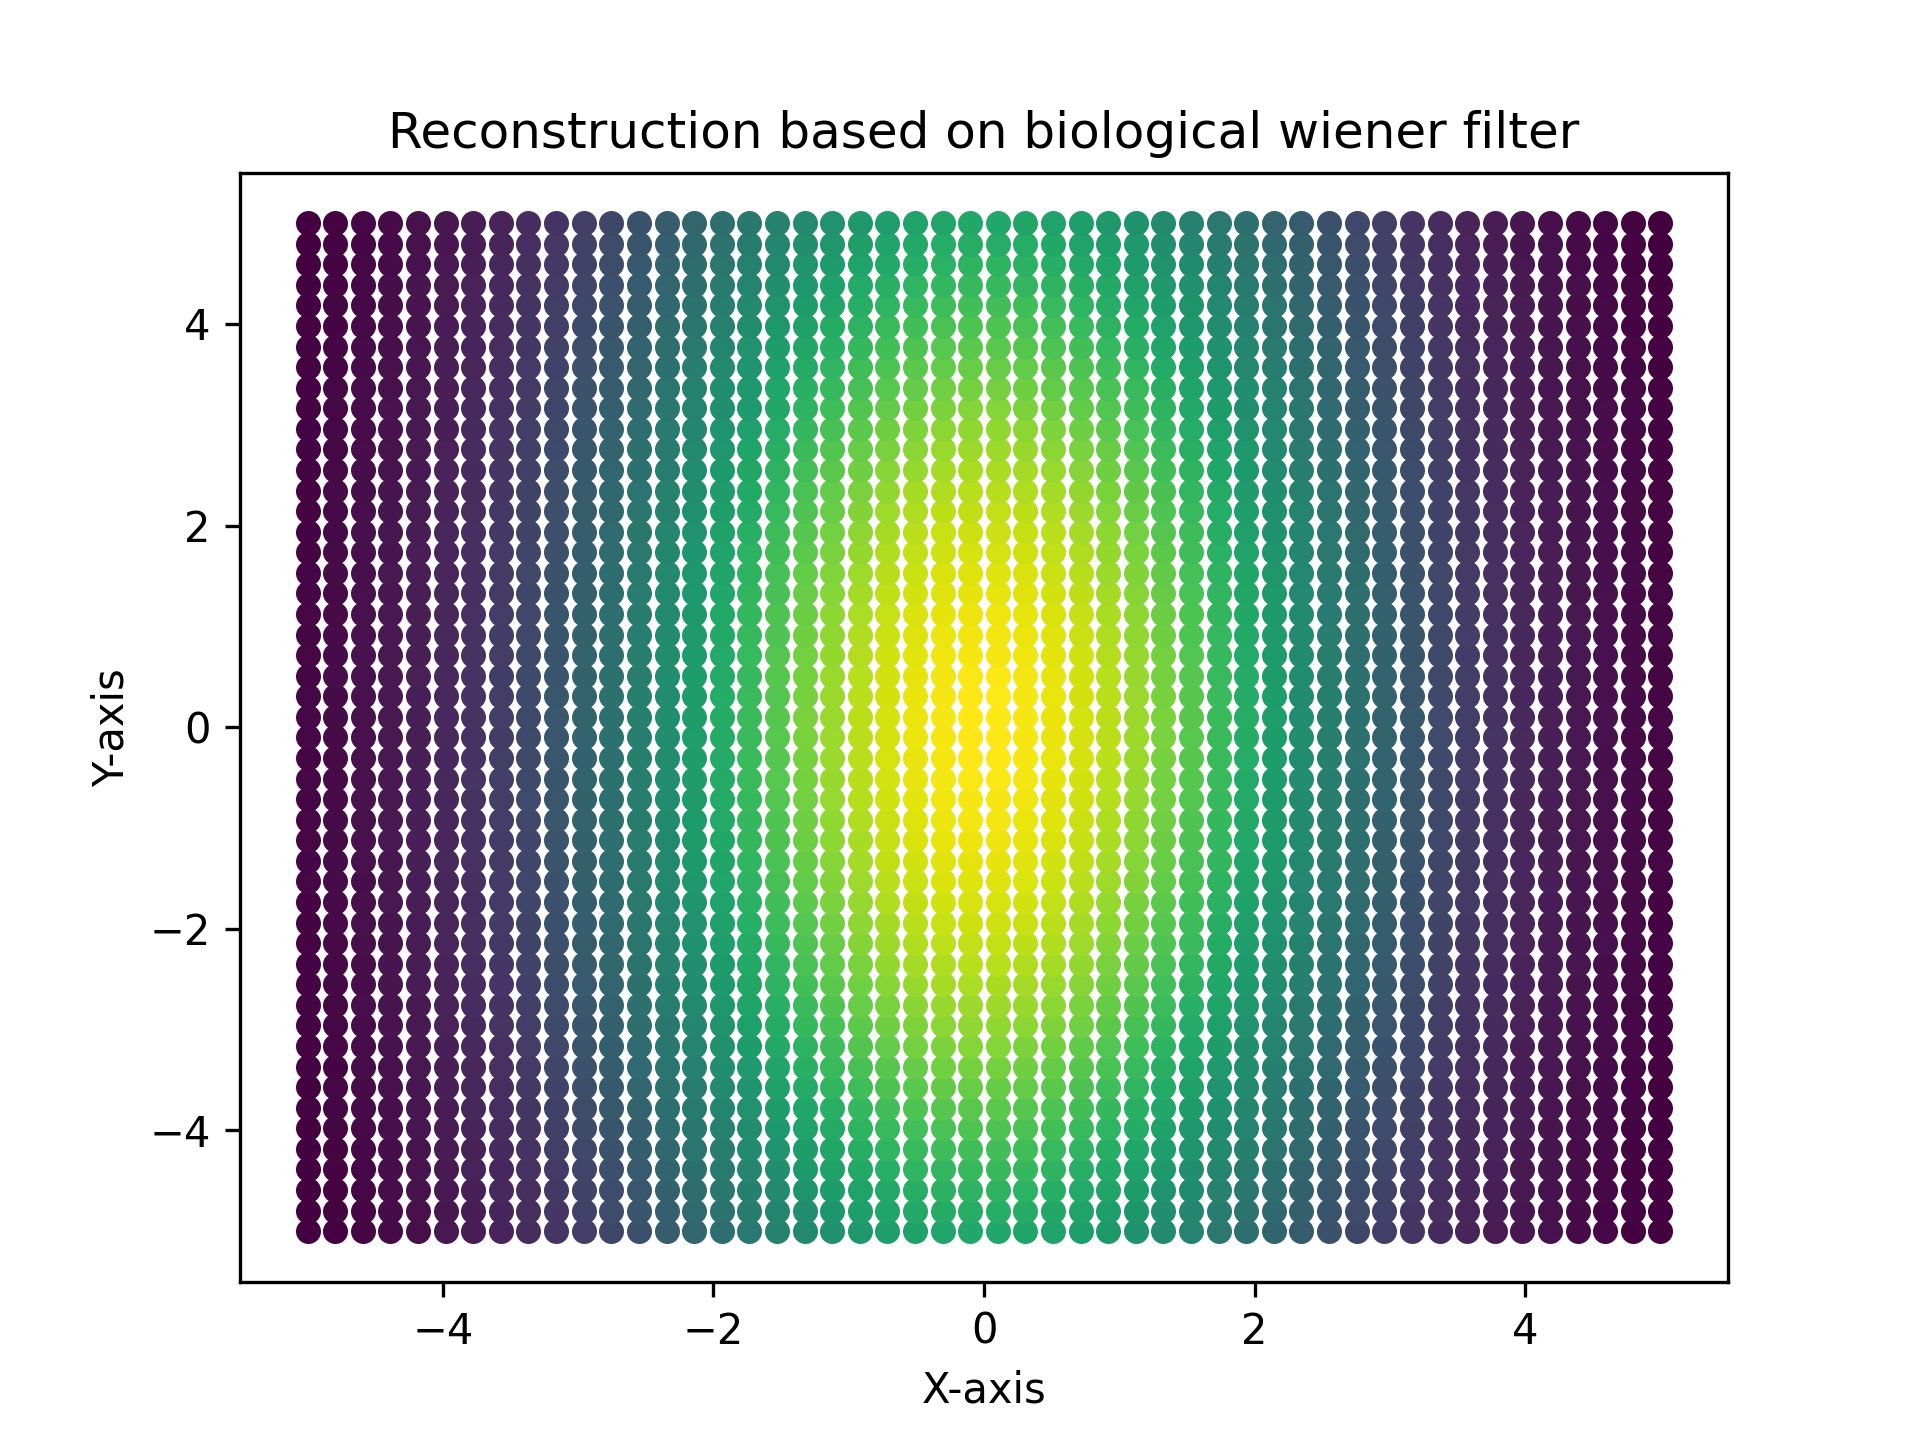 Reconstruction based on biological wiener filter
4
2
0
−2
−4
Y-axis
−4 −2 0 2 4
X-axis